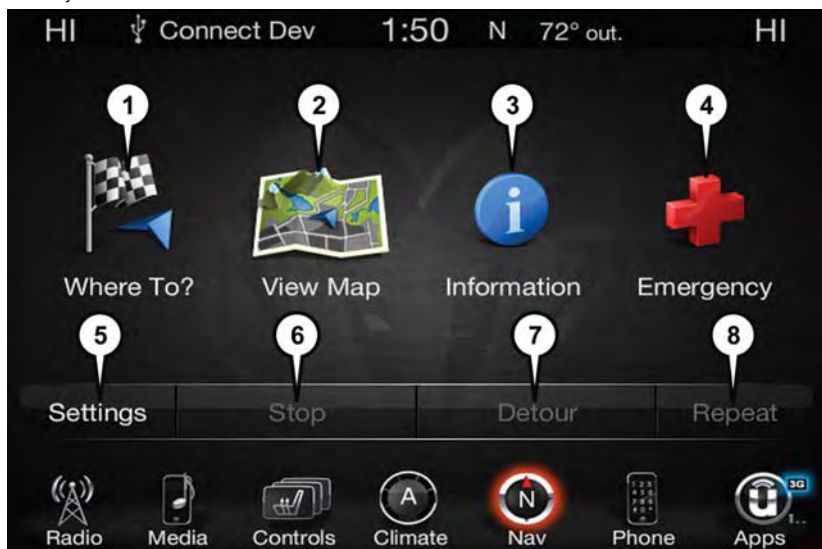 HI Connect Dev 1:50 N 72° out. HI
1 2 3 4
Where To? View Map Information Emergency
5 6 7 8
Settings Stop Detour Repeat
A N 3G
Radio Media Controls Climate Nav Phone Apps